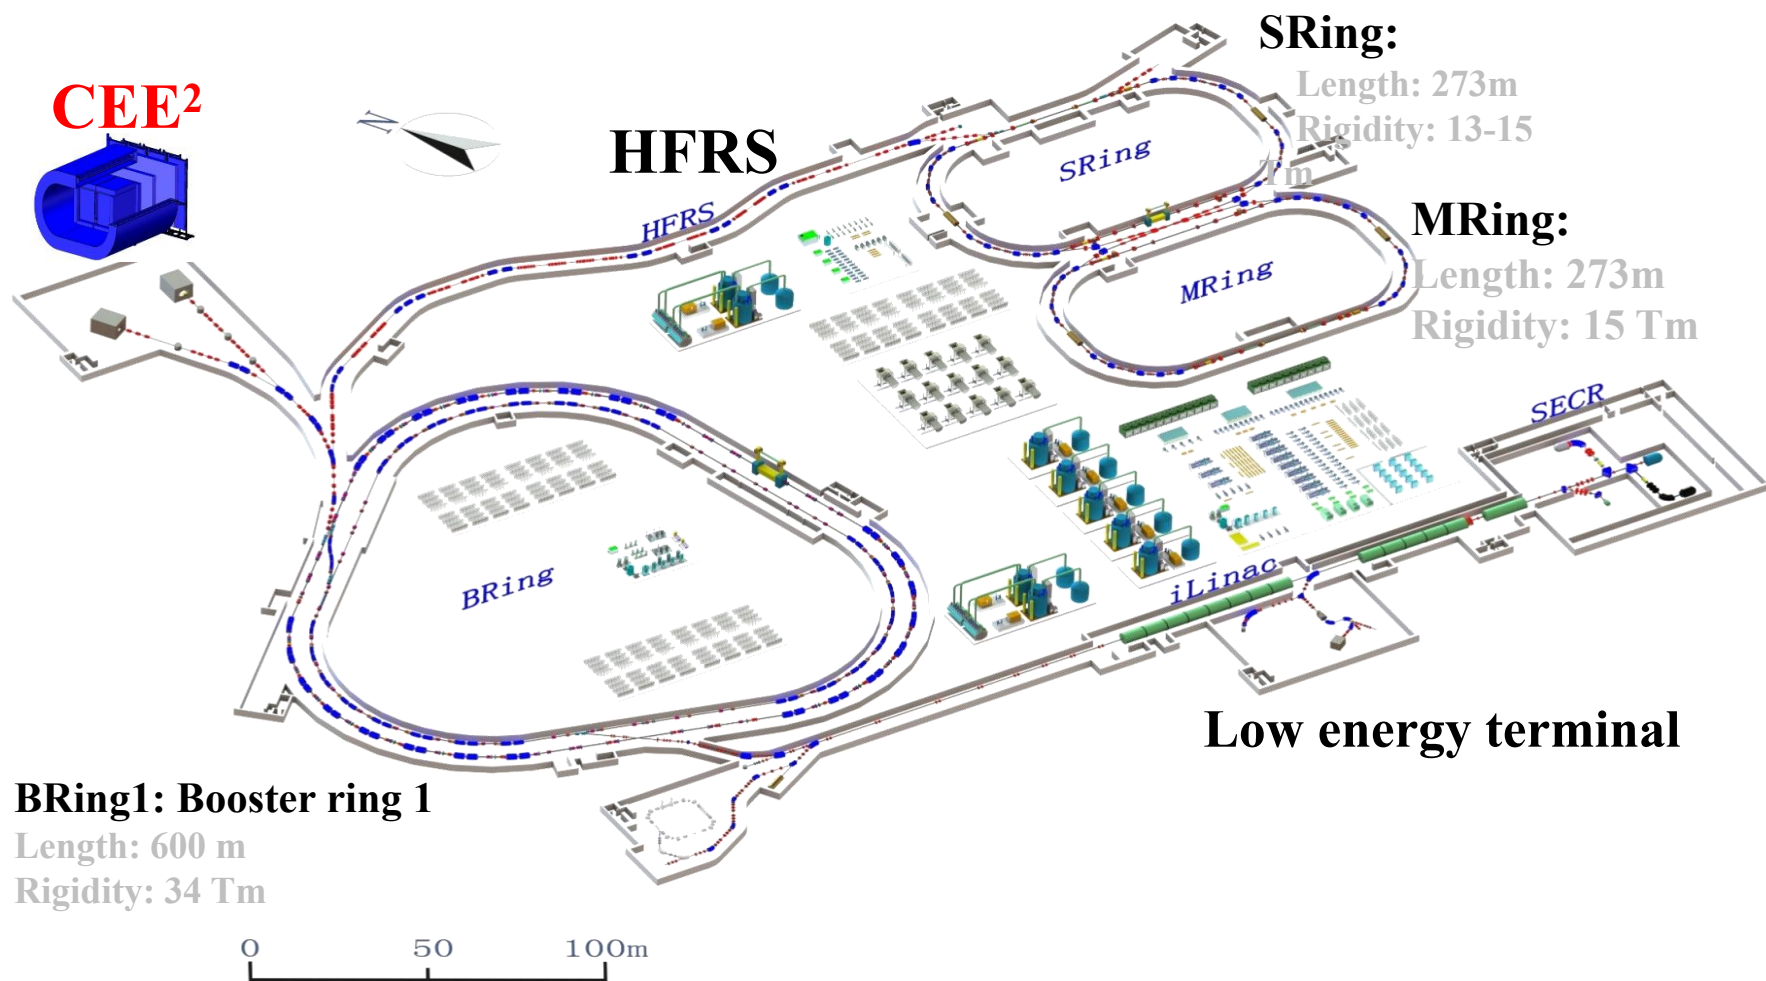 SRing:
Length: 273m
Rigidity: 13-15
Tm
CEE²
N
HFRS
SRing
HFRS
MRing:
Length: 273m
Rigidity: 15 Tm
MRing
SECR
BRing
iLinac
Low energy terminal
BRing1: Booster ring 1
Length: 600 m
Rigidity: 34 Tm
0 50 100m